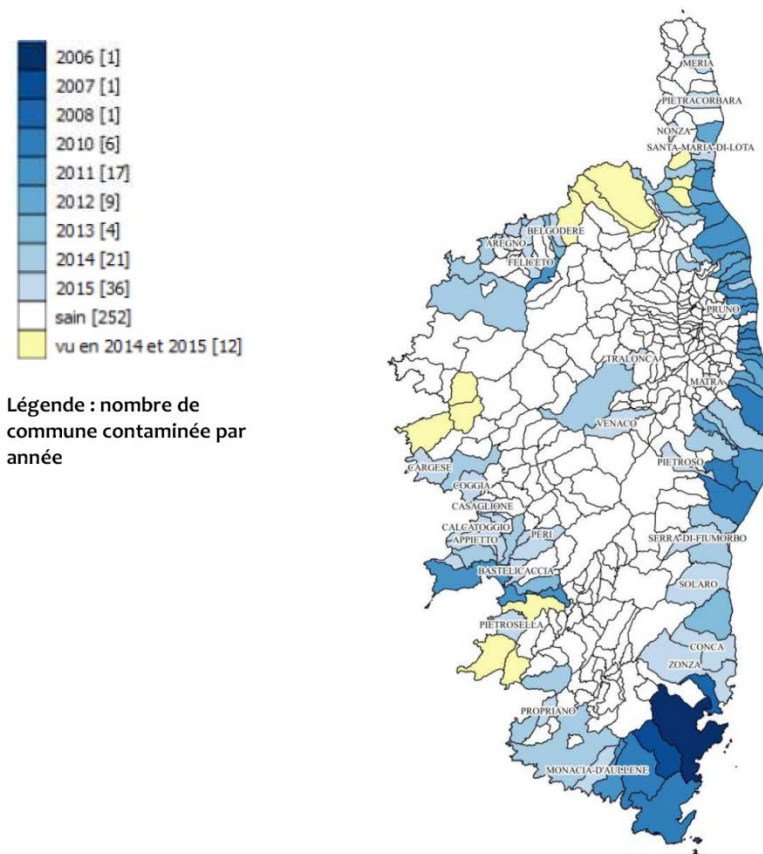 2006 [1]
2007 [1]
2008 [1]
2010 [6]
2011 [17]
2012 [9]
2013 [4]
2014 [21]
2015 [36]
sain [252]
vu en 2014 et 2015 [12]
Légende : nombre de
commune contaminée par
année
MERIA
PIETRACORBARA
NONZA
SANTA-MARIA-DI-LOTA
BELGODERE
AREGNO
FELICETO
PRUNO
TRALONCA
MATRA
VENACO
PIETROSO
CARGESE
COGGIA
CASAGLIONE
CALCATOGGIO
PERI
APPIETTO
SERRA-DI-FIUMORBO
BASTELICACCIA
SOLARO
PIETROSELLA
CONCA
ZONZA
PROPRIANO
MONACIA-D'AULLENE